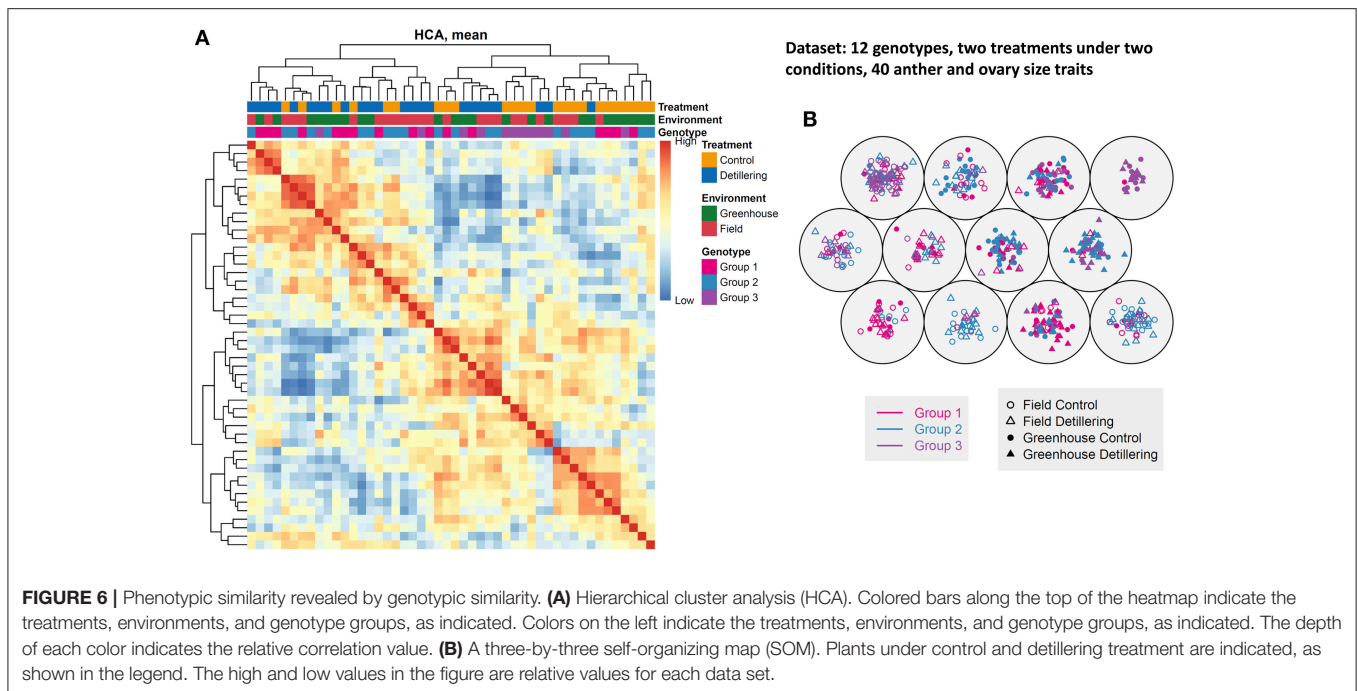 A
HCA, mean
Treatment
Environment
Genotype
High
Low
Treatment
Control
Detillering
Environment
Greenhouse
Field
Genotype
Group 1
Group 2
Group 3
Dataset: 12 genotypes, two treatments under two
conditions, 40 anther and ovary size traits
B
Group 1
Group 2
Group 3
Field Control
Field Detillering
Greenhouse Control
Greenhouse Detillering
FIGURE 6 | Phenotypic similarity revealed by genotypic similarity. (A) Hierarchical cluster analysis (HCA). Colored bars along the top of the heatmap indicate the
treatments, environments, and genotype groups, as indicated. Colors on the left indicate the treatments, environments, and genotype groups, as indicated. The depth
of each color indicates the relative correlation value. (B) A three-by-three self-organizing map (SOM). Plants under control and detillering treatment are indicated, as
shown in the legend. The high and low values in the figure are relative values for each data set.